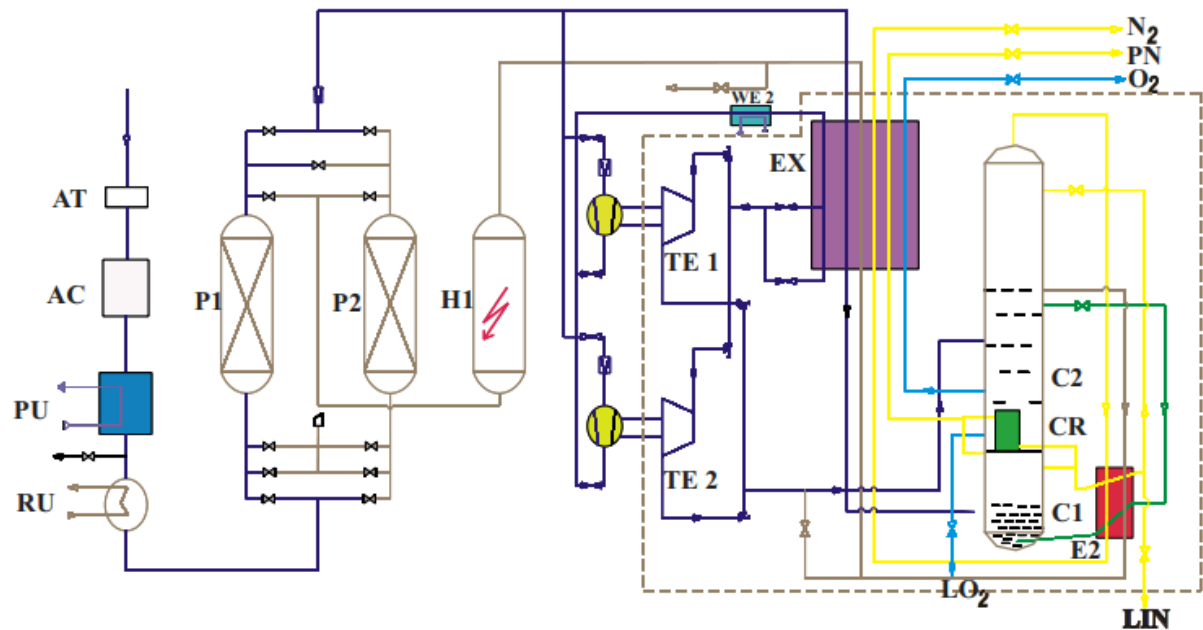 N2
PN
O2
WE 2
EX
AT
AC
P1
P2
H1
TE 1
PU
C2
CR
RU
TE 2
C1
E2
LO2
LIN